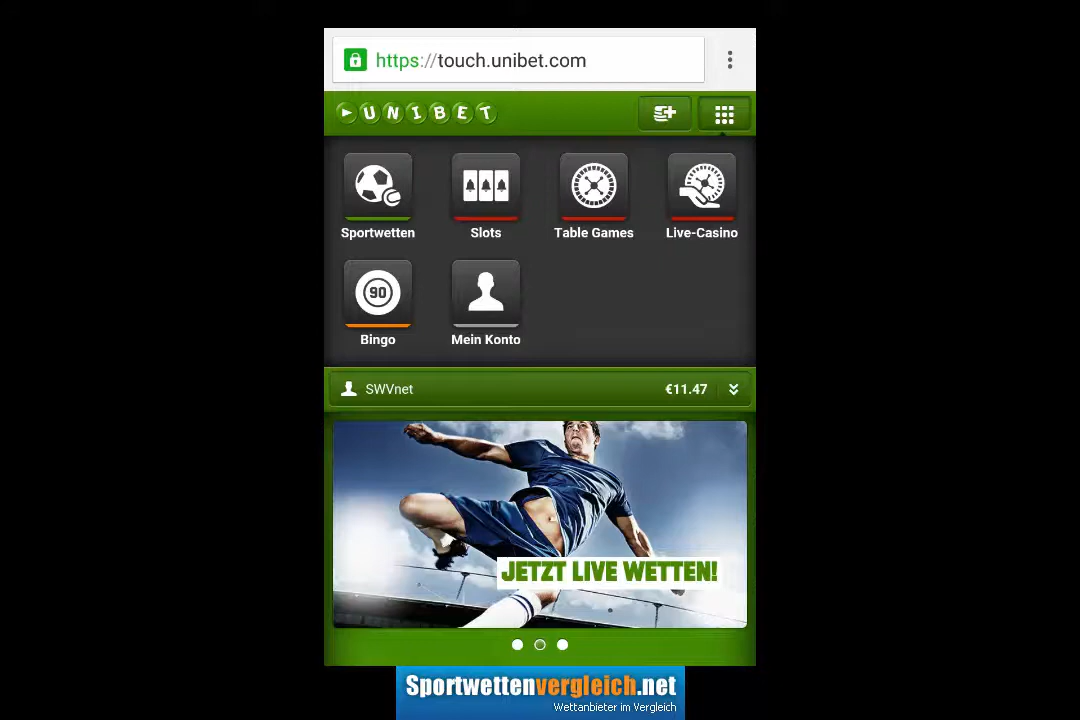 https://touch.unibet.com
UNIBET
Sportwetten
Slots
Table Games
Live-Casino
90
Bingo
Mein Konto
SWVnet
€11.47
JETZT LIVE WETTEN!
Sportwettenvergleich.net
Wettanbieter im Vergleich